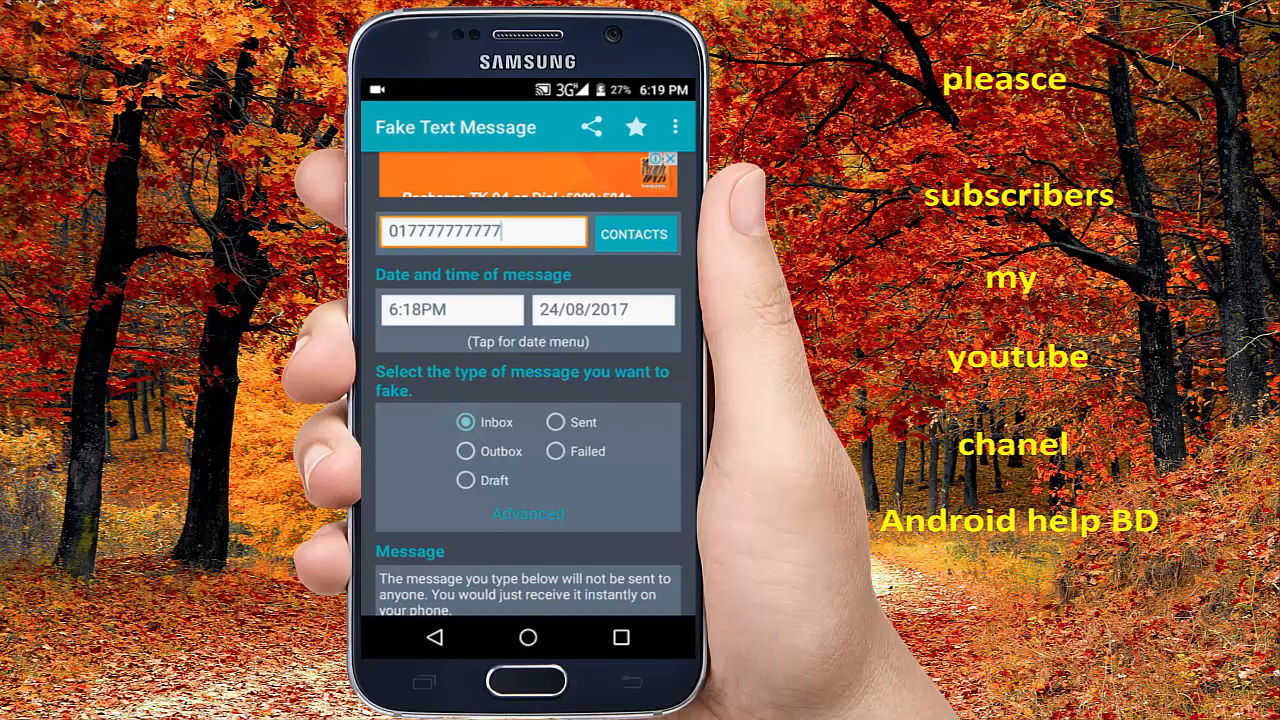 SAMSUNG
3G 27% 6:19 PM
Fake Text Message
017777777777
CONTACTS
Date and time of message
6:18PM 24/08/2017
(Tap for date menu)
Select the type of message you want to
fake.
Inbox Sent
Outbox Failed
Draft
Advanced
Message
The message you type below will not be sent to
anyone. You would just receive it instantly on
your phone.
pleasce
subscribers
my
youtube
chanel
Android help BD